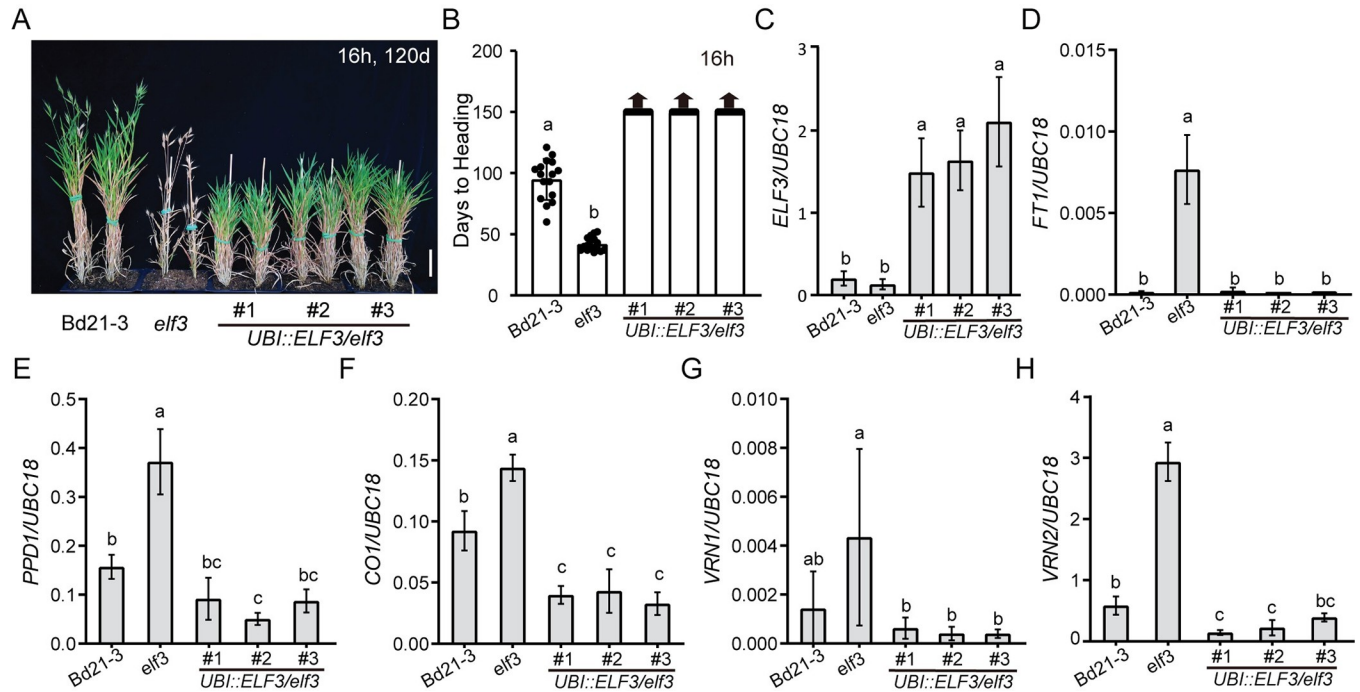 A
16h, 120d
Bd21-3
elf3
#1
#2
#3
UBI::ELF3/elf3
B
Days to Heading
200
150
100
50
0
16h
a
b
Bd21-3
elf3
#1
#2
#3
UBI::ELF3/elf3
C
ELF3/UBC18
3
2
1
0
b
b
a
a
a
Bd21-3
elf3
#1
#2
#3
UBI::ELF3/elf3
D
FT1/UBC18
0.015
0.010
0.005
0.000
b
a
b
b
b
Bd21-3
elf3
#1
#2
#3
UBI::ELF3/elf3
E
PPD1/UBC18
0.5
0.4
0.3
0.2
0.1
0.0
b
a
bc
c
bc
Bd21-3
elf3
#1
#2
#3
UBI::ELF3/elf3
F
CO1/UBC18
0.20
0.15
0.10
0.05
0.00
b
a
c
c
c
Bd21-3
elf3
#1
#2
#3
UBI::ELF3/elf3
G
VRN1/UBC18
0.010
0.008
0.006
0.004
0.002
0.000
ab
a
b
b
b
Bd21-3
elf3
#1
#2
#3
UBI::ELF3/elf3
H
VRN2/UBC18
4
3
2
1
0
b
a
c
c
bc
Bd21-3
elf3
#1
#2
#3
UBI::ELF3/elf3